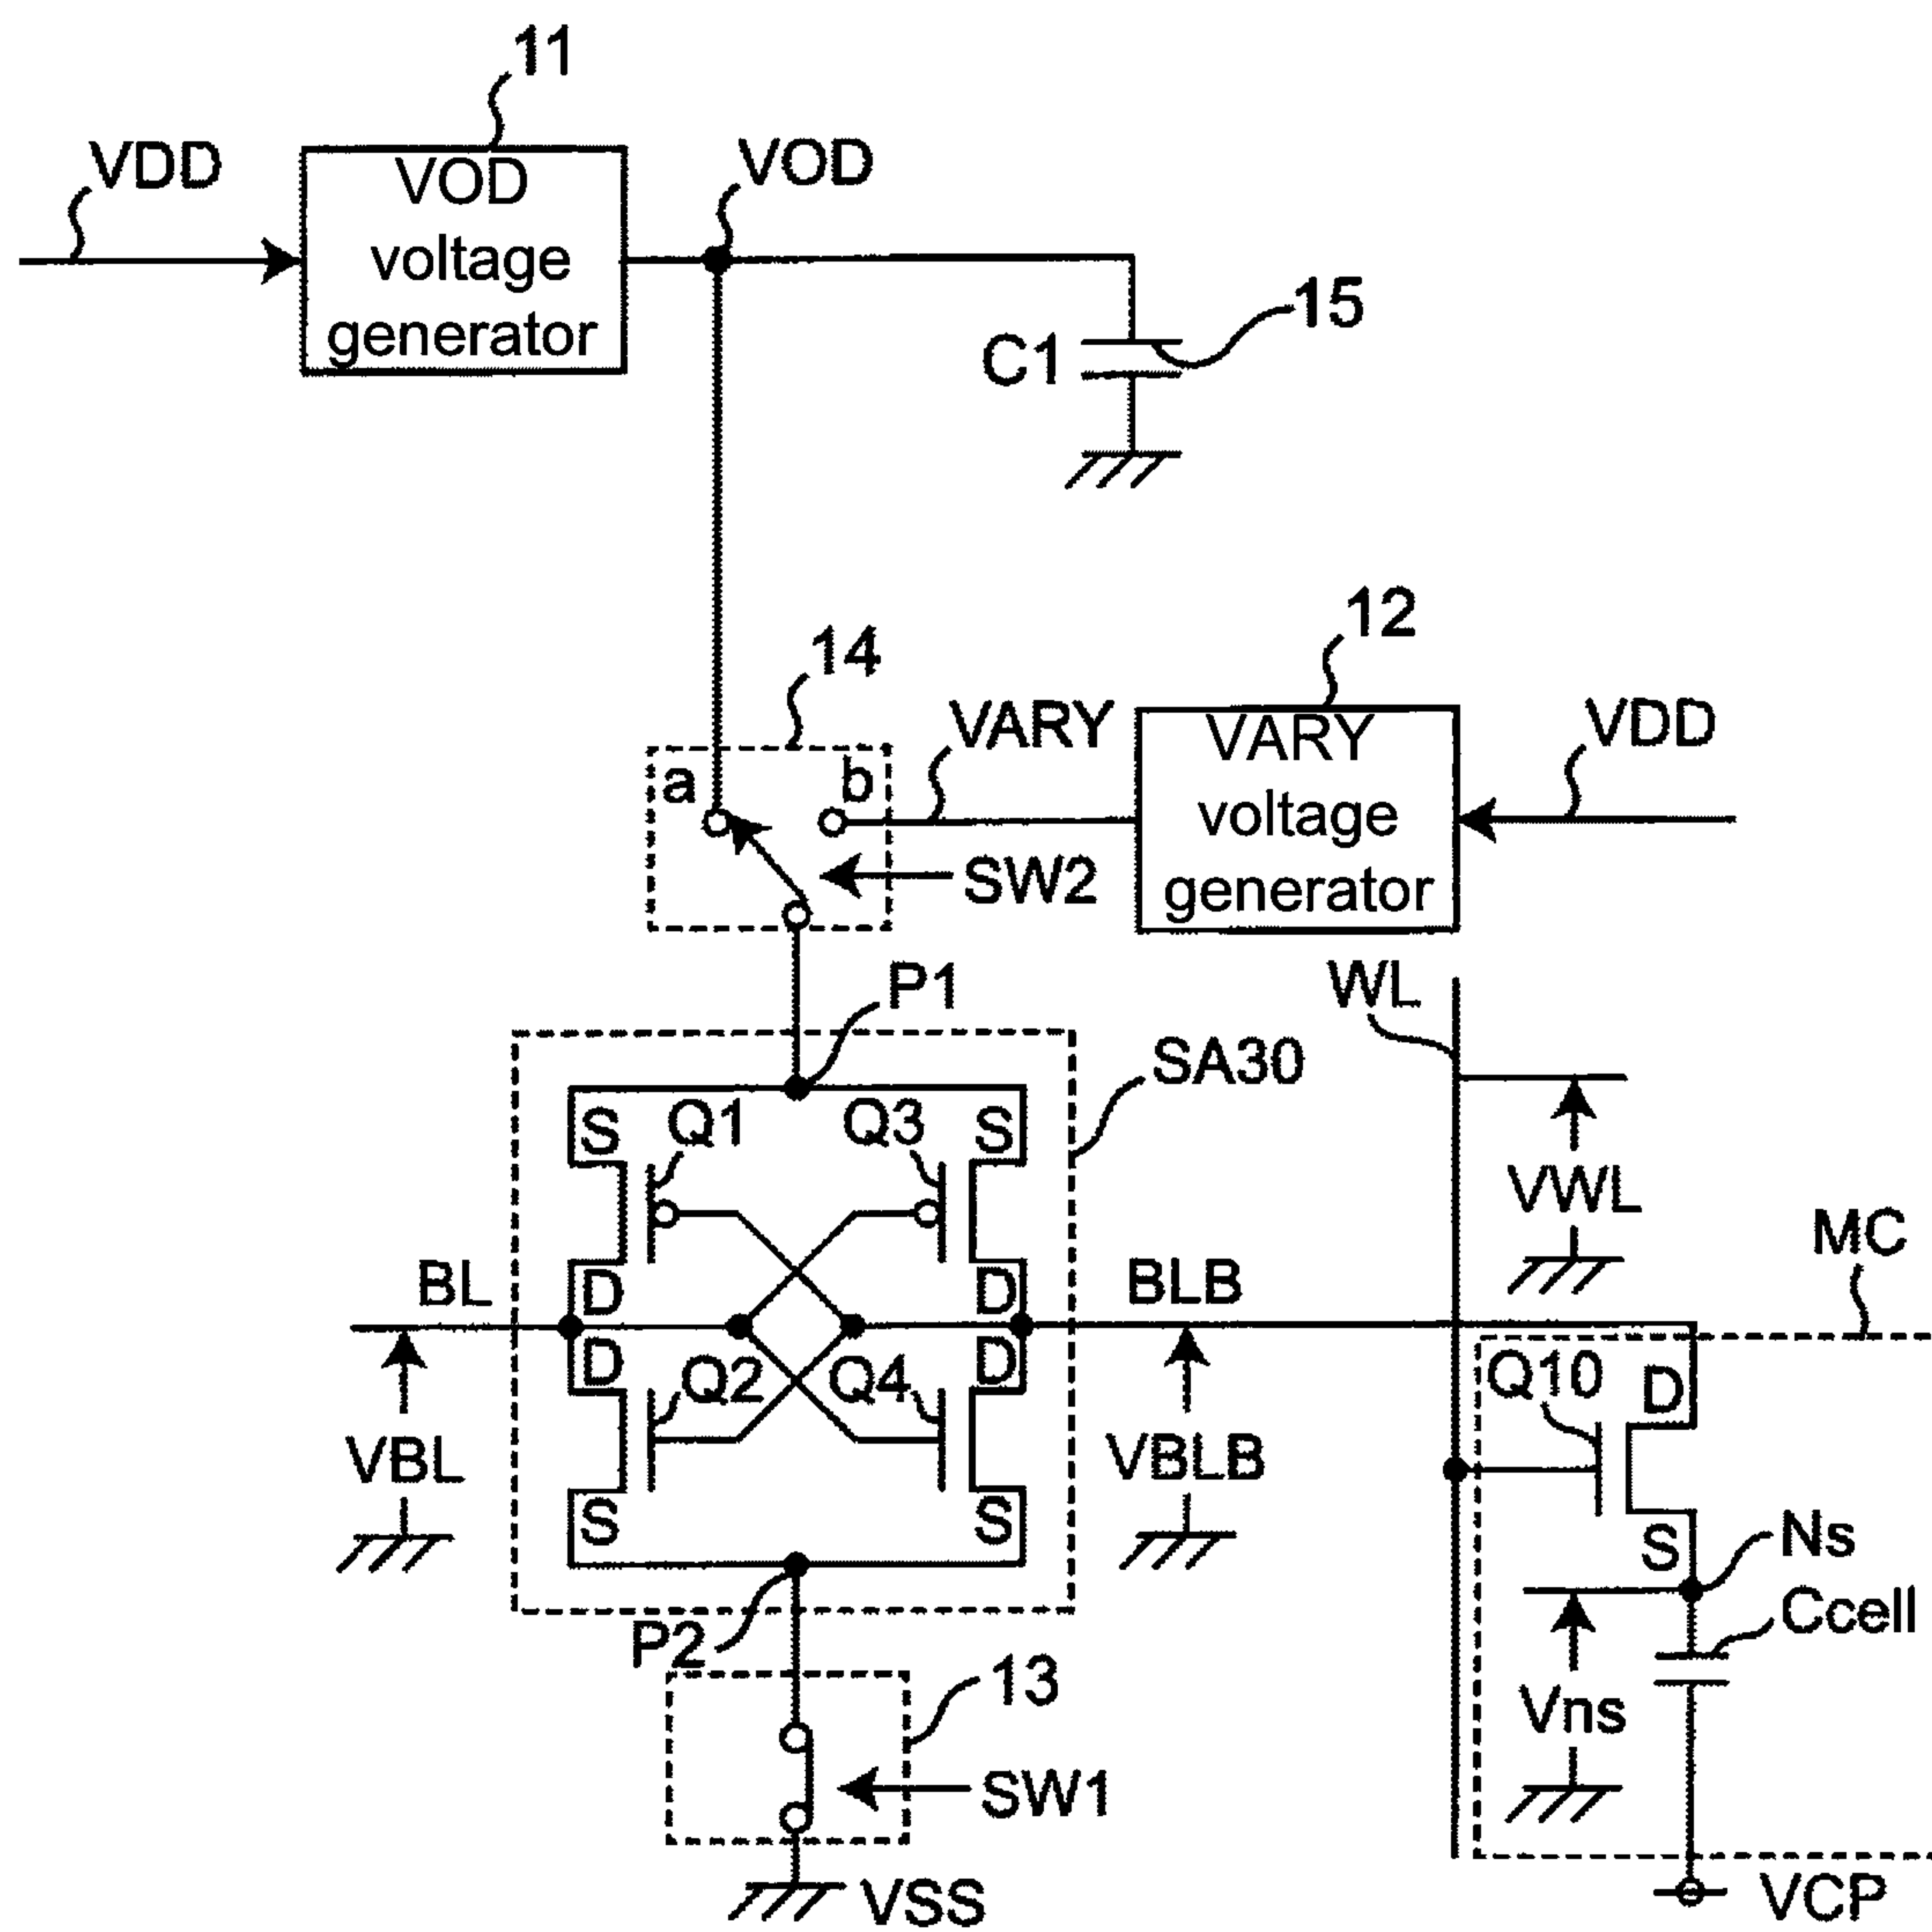 11
VDD
VOD
voltage
generator
VOD
15
C1
14
12
VARY
VDD
VARY
voltage
generator
a
b
SW2
P1
WL
SA30
S
Q1
Q3
S
VWL
MC
BL
D
D
BLB
D
Q2
Q4
D
Q10
D
VBL
VBLB
S
S
S
Ns
P2
Ccell
13
Vns
SW1
VSS
VCP